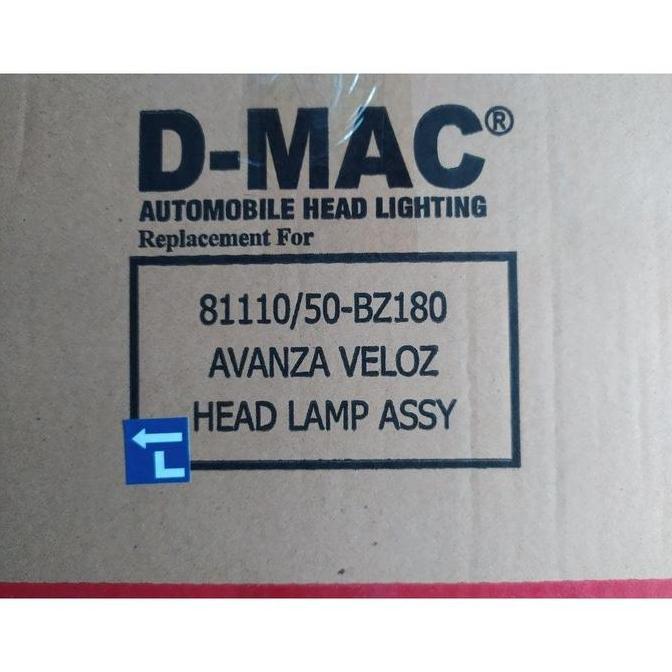 D-MAC®
AUTOMOBILE HEAD LIGHTING
Replacement For
81110/50-BZ180
AVANZA VELOZ
HEAD LAMP ASSY
L